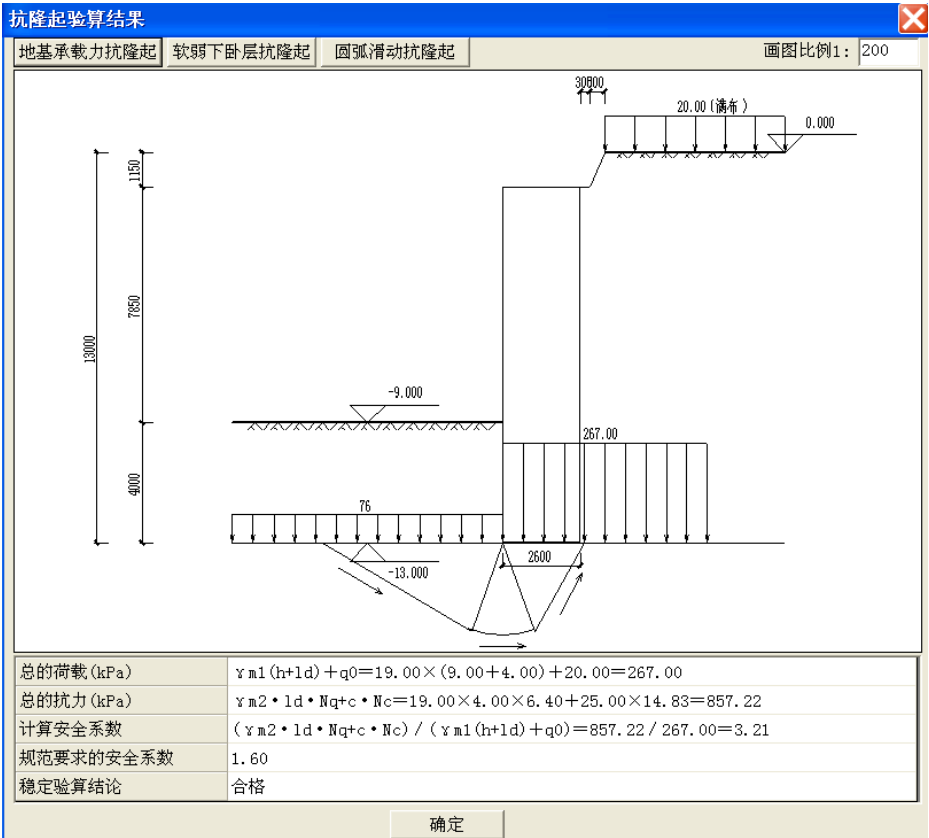 抗隆起验算结果
地基承载力抗隆起 软弱下卧层抗隆起 圆弧滑动抗隆起 画图比例1: 200
20.00(满布)
0.000
1150
7850
13000
-9.000
267.00
4000
76
2600
-13.000
总的荷载(kPa) γm1(h+ld)+q0=19.00×(9.00+4.00)+20.00=267.00
总的抗力(kPa) γm2·ld·Nq+c·Nc=19.00×4.00×6.40+25.00×14.83=857.22
计算安全系数 (γm2·ld·Nq+c·Nc)/(γm1(h+ld)+q0)=857.22/267.00=3.21
规范要求的安全系数 1.60
稳定验算结论 合格
确定